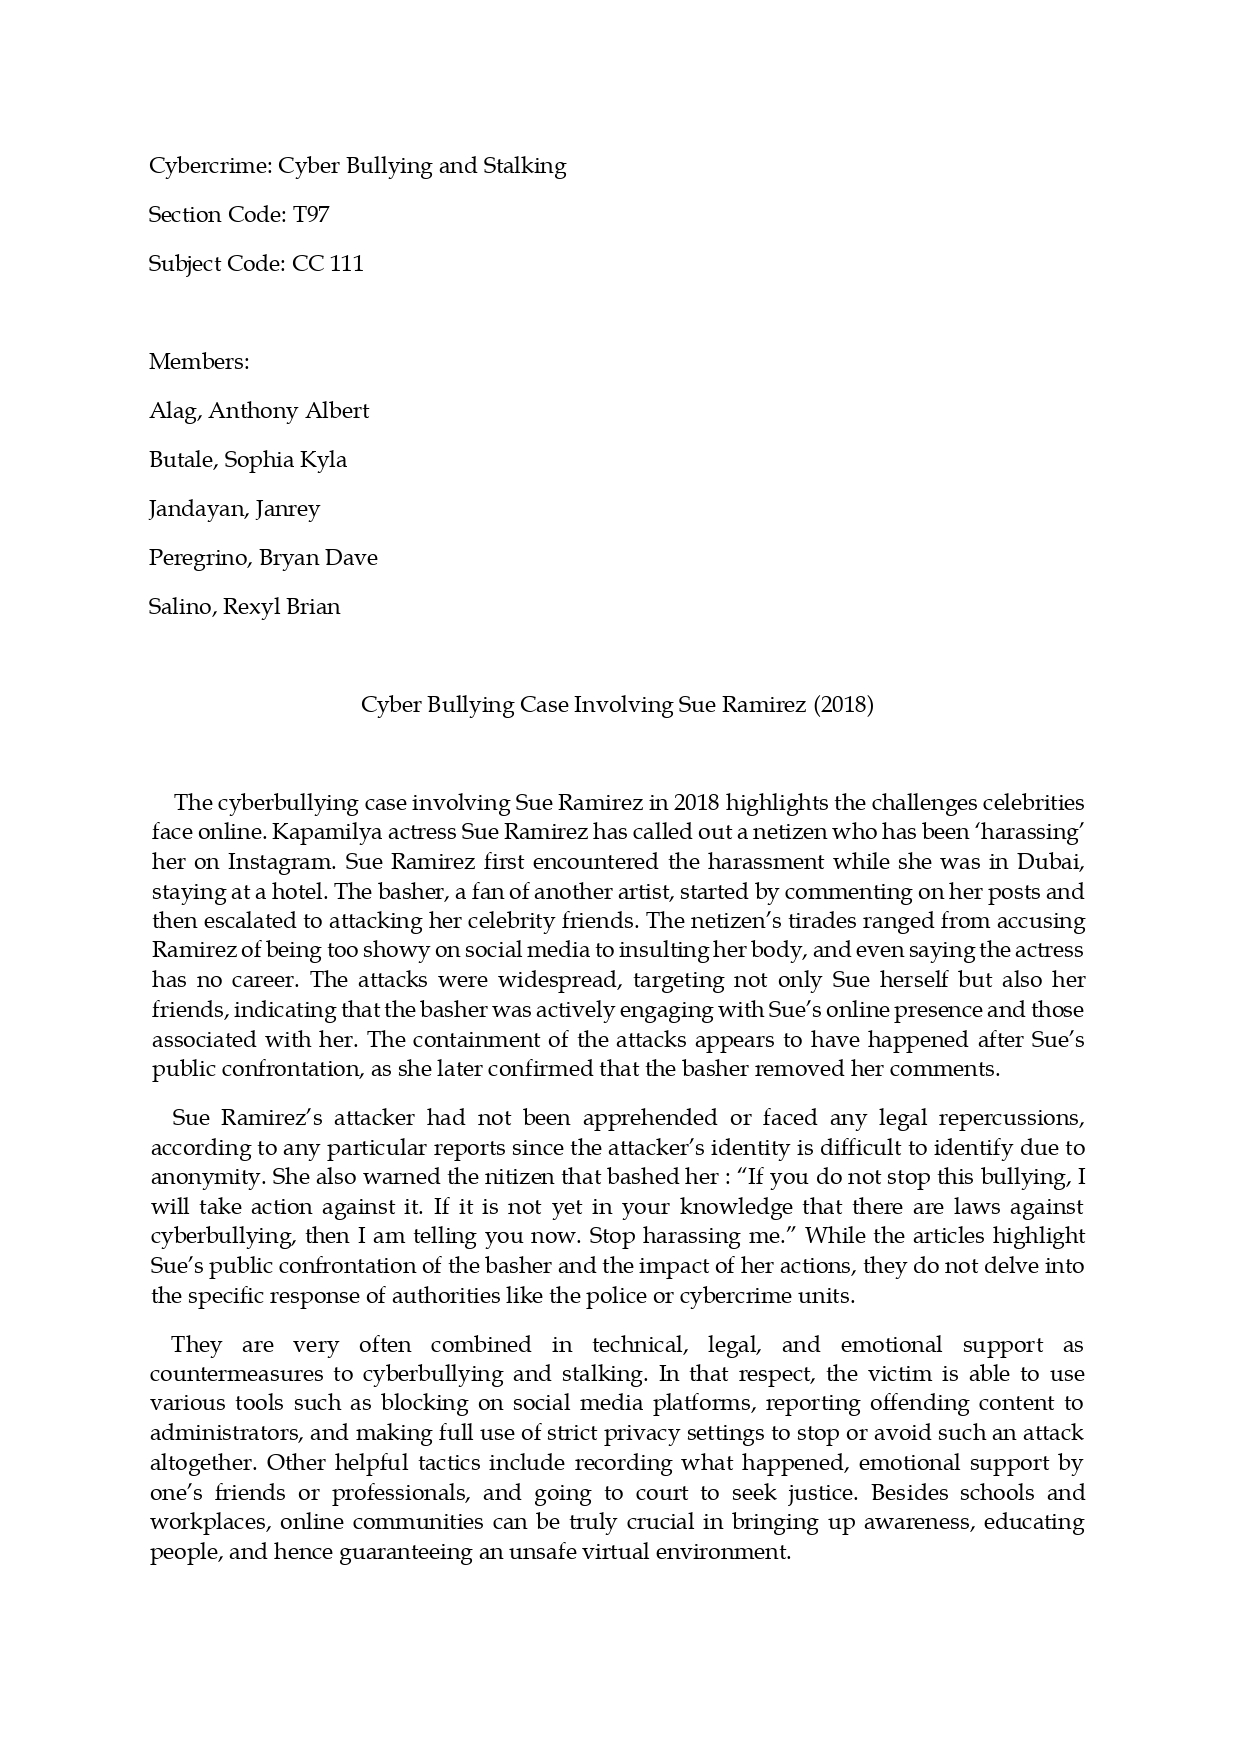 Cybercrime: Cyber Bullying and Stalking
Section Code: T97
Subject Code: CC 111
Members:
Alag, Anthony Albert
Butale, Sophia Kyla
Jandayan, Janrey
Peregrino, Bryan Dave
Salino, Rexyl Brian
Cyber Bullying Case Involving Sue Ramirez (2018)
The cyberbullying case involving Sue Ramirez in 2018 highlights the challenges celebrities
face online. Kapamilya actress Sue Ramirez has called out a netizen who has been ‘harassing’
her on Instagram. Sue Ramirez first encountered the harassment while she was in Dubai,
staying at a hotel. The basher, a fan of another artist, started by commenting on her posts and
then escalated to attacking her celebrity friends. The netizen’s tirades ranged from accusing
Ramirez of being too showy on social media to insulting her body, and even saying the actress
has no career. The attacks were widespread, targeting not only Sue herself but also her
friends, indicating that the basher was actively engaging with Sue’s online presence and those
associated with her. The containment of the attacks appears to have happened after Sue’s
public confrontation, as she later confirmed that the basher removed her comments.
Sue Ramirez’s attacker had not been apprehended or faced any legal repercussions,
according to any particular reports since the attacker’s identity is difficult to identify due to
anonymity. She also warned the nitizen that bashed her : “If you do not stop this bullying, I
will take action against it. If it is not yet in your knowledge that there are laws against
cyberbullying, then I am telling you now. Stop harassing me.” While the articles highlight
Sue’s public confrontation of the basher and the impact of her actions, they do not delve into
the specific response of authorities like the police or cybercrime units.
They are very often combined in technical, legal, and emotional support as
countermeasures to cyberbullying and stalking. In that respect, the victim is able to use
various tools such as blocking on social media platforms, reporting offending content to
administrators, and making full use of strict privacy settings to stop or avoid such an attack
altogether. Other helpful tactics include recording what happened, emotional support by
one’s friends or professionals, and going to court to seek justice. Besides schools and
workplaces, online communities can be truly crucial in bringing up awareness, educating
people, and hence guaranteeing an unsafe virtual environment.